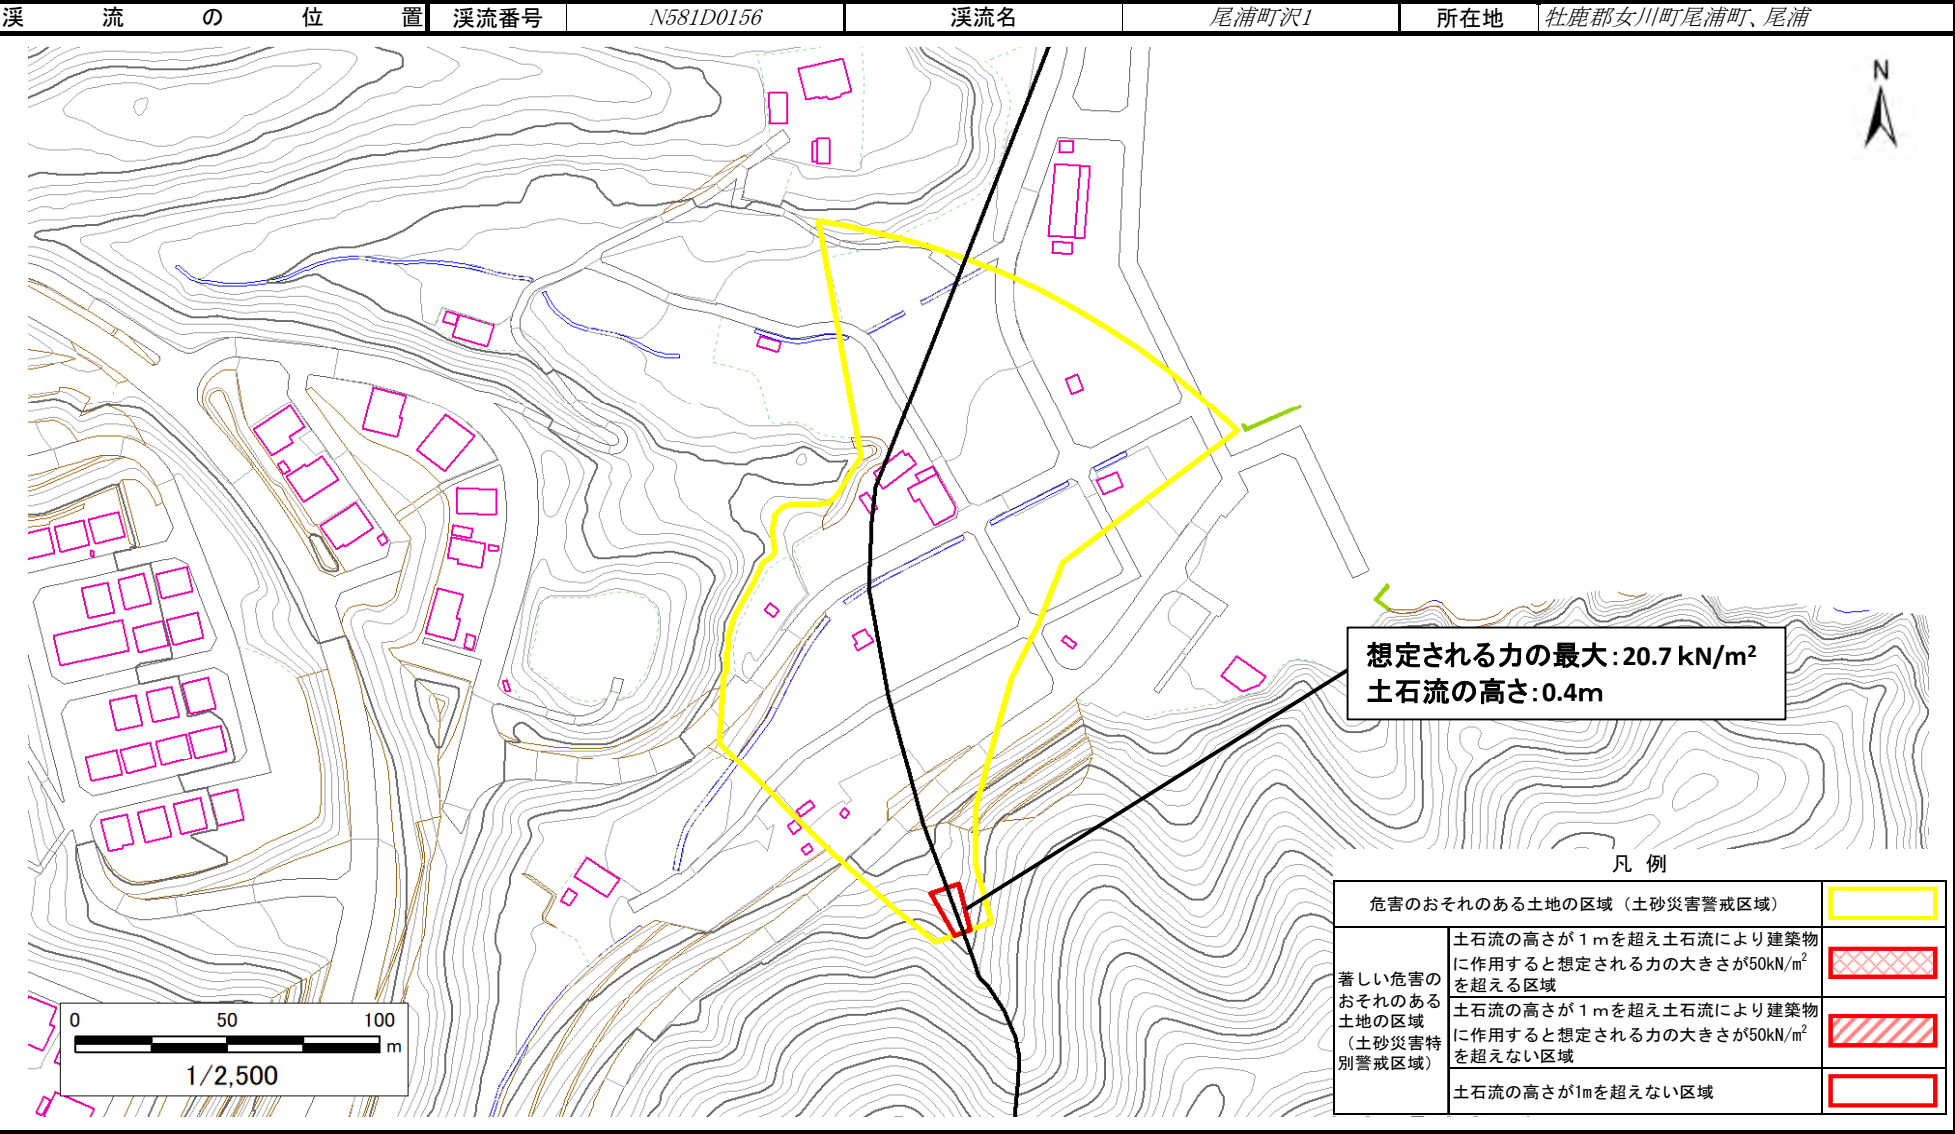 渓流の位置 渓流番号 N581D0156 渓流名 尾浦町沢1 所在地 牡鹿郡女川町尾浦町、尾浦
N
想定される力の最大：20.7 kN/m²
土石流の高さ：0.4m
0 50 100
m
1/2,500
凡 例
危害のおそれのある土地の区域（土砂災害警戒区域）
著しい危害の
おそれのある
土地の区域
（土砂災害特
別警戒区域）
土石流の高さが１ｍを超え土石流により建築物
に作用すると想定される力の大きさが50kN/m²
を超える区域
土石流の高さが１ｍを超え土石流により建築物
に作用すると想定される力の大きさが50kN/m²
を超えない区域
土石流の高さが1mを超えない区域